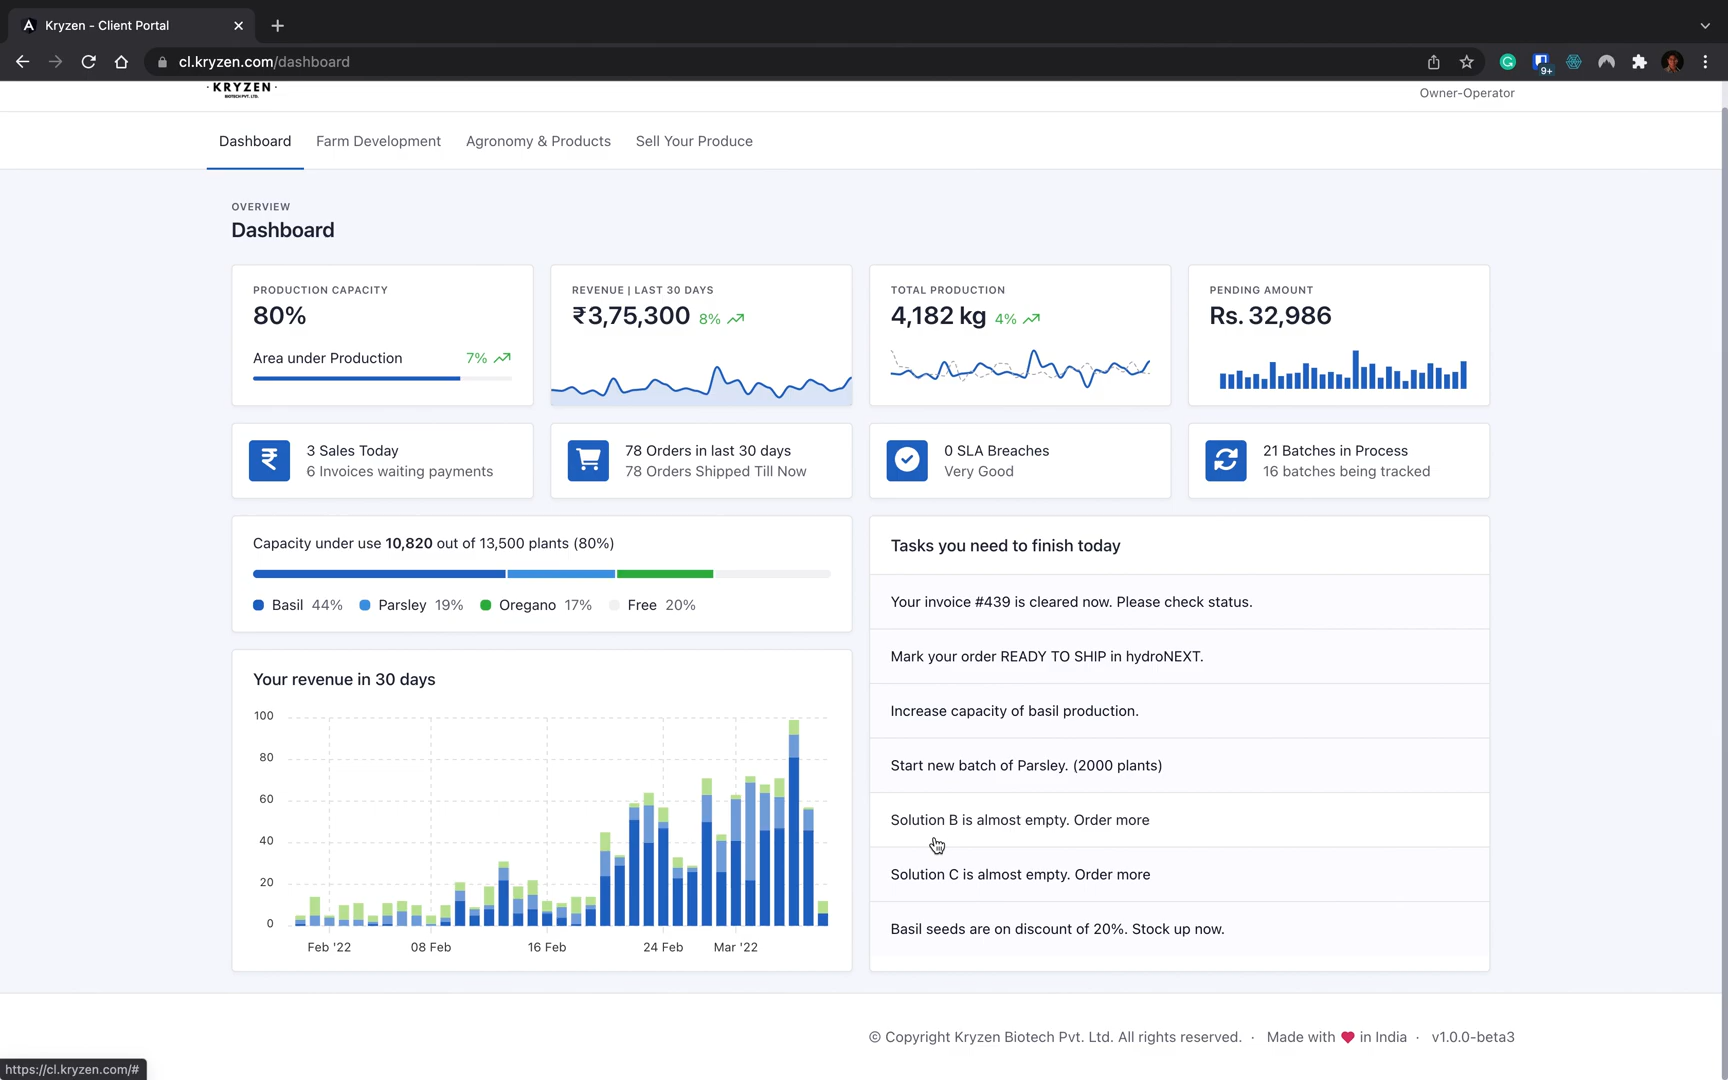 Kryzen - Client Portal
cl.kryzen.com/dashboard
9+
· KRYZEN ·
BIOTECH PVT. LTD.
Owner-Operator
Dashboard
Farm Development
Agronomy & Products
Sell Your Produce
OVERVIEW
Dashboard
PRODUCTION CAPACITY
80%
Area under Production 7%
REVENUE | LAST 30 DAYS
₹3,75,300 8%
TOTAL PRODUCTION
4,182 kg 4%
PENDING AMOUNT
Rs. 32,986
3 Sales Today
6 Invoices waiting payments
78 Orders in last 30 days
78 Orders Shipped Till Now
0 SLA Breaches
Very Good
21 Batches in Process
16 batches being tracked
Capacity under use 10,820 out of 13,500 plants (80%)
Basil 44% Parsley 19% Oregano 17% Free 20%
Your revenue in 30 days
100
80
60
40
20
0
Feb '22 08 Feb 16 Feb 24 Feb Mar '22
Tasks you need to finish today
Your invoice #439 is cleared now. Please check status.
Mark your order READY TO SHIP in hydroNEXT.
Increase capacity of basil production.
Start new batch of Parsley. (2000 plants)
Solution B is almost empty. Order more
Solution C is almost empty. Order more
Basil seeds are on discount of 20%. Stock up now.
© Copyright Kryzen Biotech Pvt. Ltd. All rights reserved. · Made with ❤ in India · v1.0.0-beta3
https://cl.kryzen.com/#